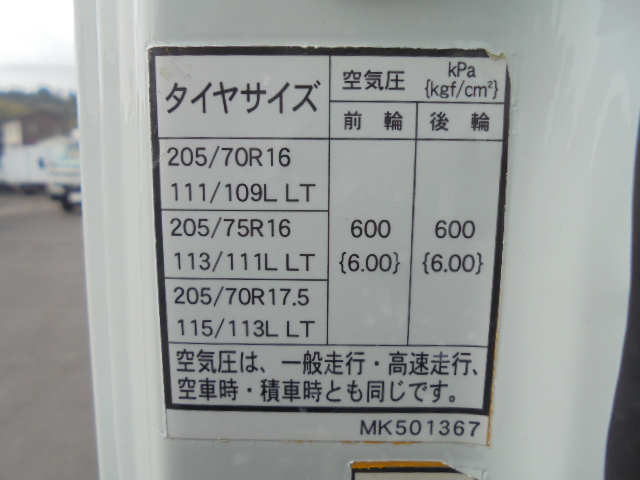 タイヤサイズ 空気圧 kPa {kgf/cm²}
前輪 後輪
205/70R16
111/109L LT
205/75R16 600 600
113/111L LT {6.00} {6.00}
205/70R17.5
115/113L LT
空気圧は、一般走行・高速走行、
空車時・積車時とも同じです。
MK501367